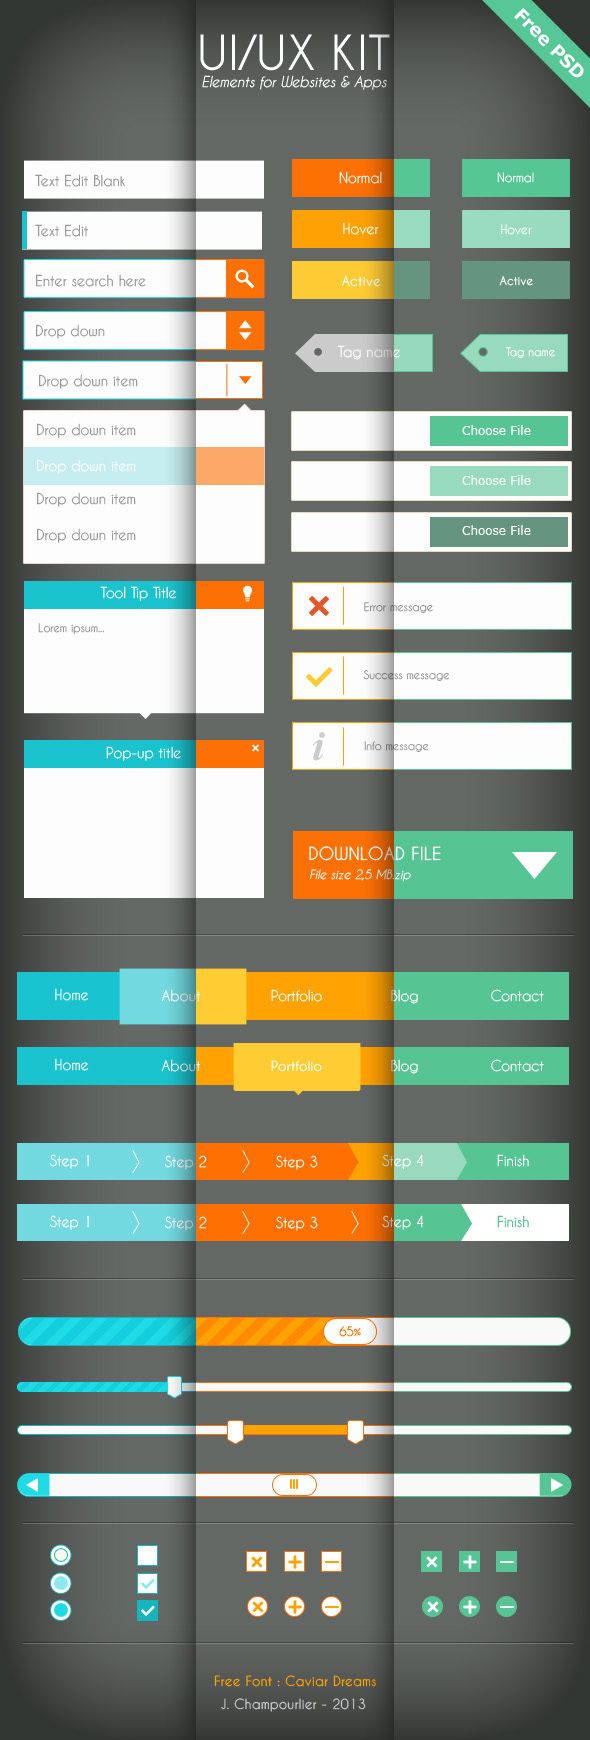 UI/UX KIT
Elements for Websites & Apps
Free PSD
Text Edit Blank
Text Edit
Enter search here
Drop down
Drop down item
Drop down item
Drop down item
Drop down item
Drop down item
Tool Tip Title
Lorem ipsum...
Pop-up title
Normal
Normal
Hover
Hover
Active
Active
Tag name
Tag name
Choose File
Choose File
Choose File
Error message
Success message
Info message
DOWNLOAD FILE
File size 2,5 MB.zip
Home About Portfolio Blog Contact
Home About Portfolio Blog Contact
Step 1 Step 2 Step 3 Step 4 Finish
Step 1 Step 2 Step 3 Step 4 Finish
65%
Free Font : Caviar Dreams
J. Champourlier - 2013